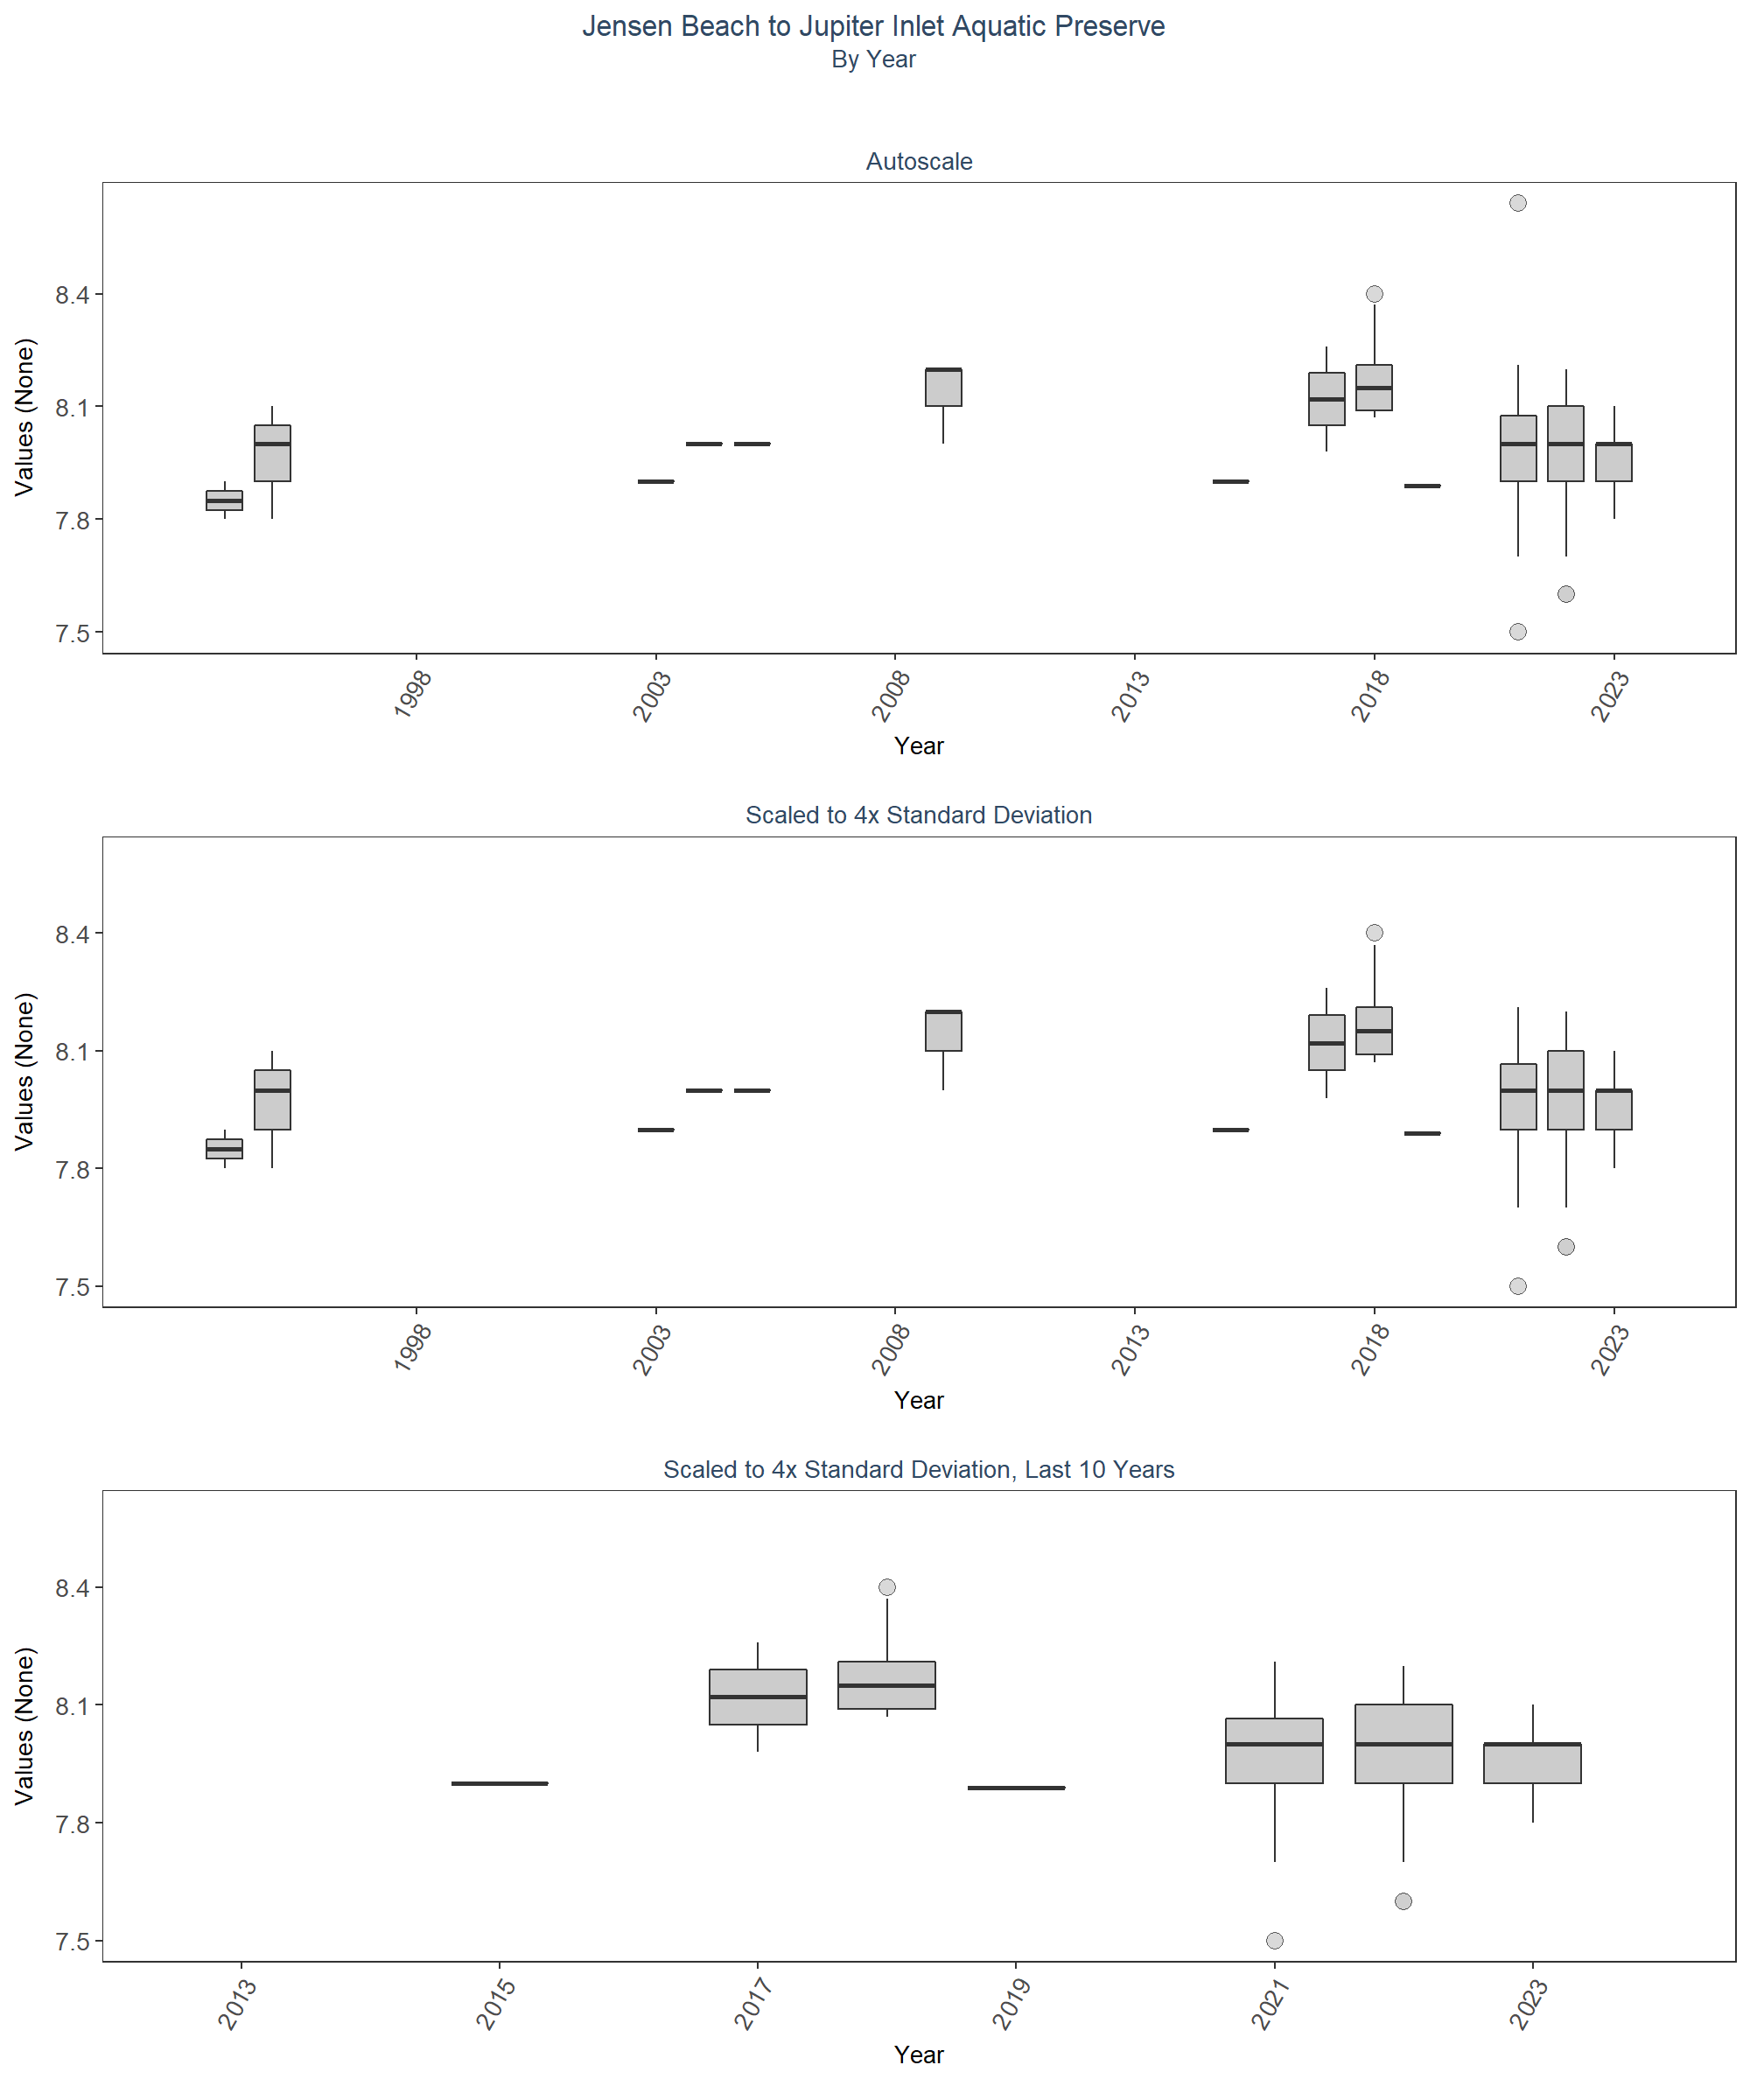 Jensen Beach to Jupiter Inlet Aquatic Preserve
By Year
Autoscale
Values (None)
8.4
8.1
7.8
7.5
1998
2003
2008
2013
2018
2023
Year
Scaled to 4x Standard Deviation
Values (None)
8.4
8.1
7.8
7.5
1998
2003
2008
2013
2018
2023
Year
Scaled to 4x Standard Deviation, Last 10 Years
Values (None)
8.4
8.1
7.8
7.5
2013
2015
2017
2019
2021
2023
Year